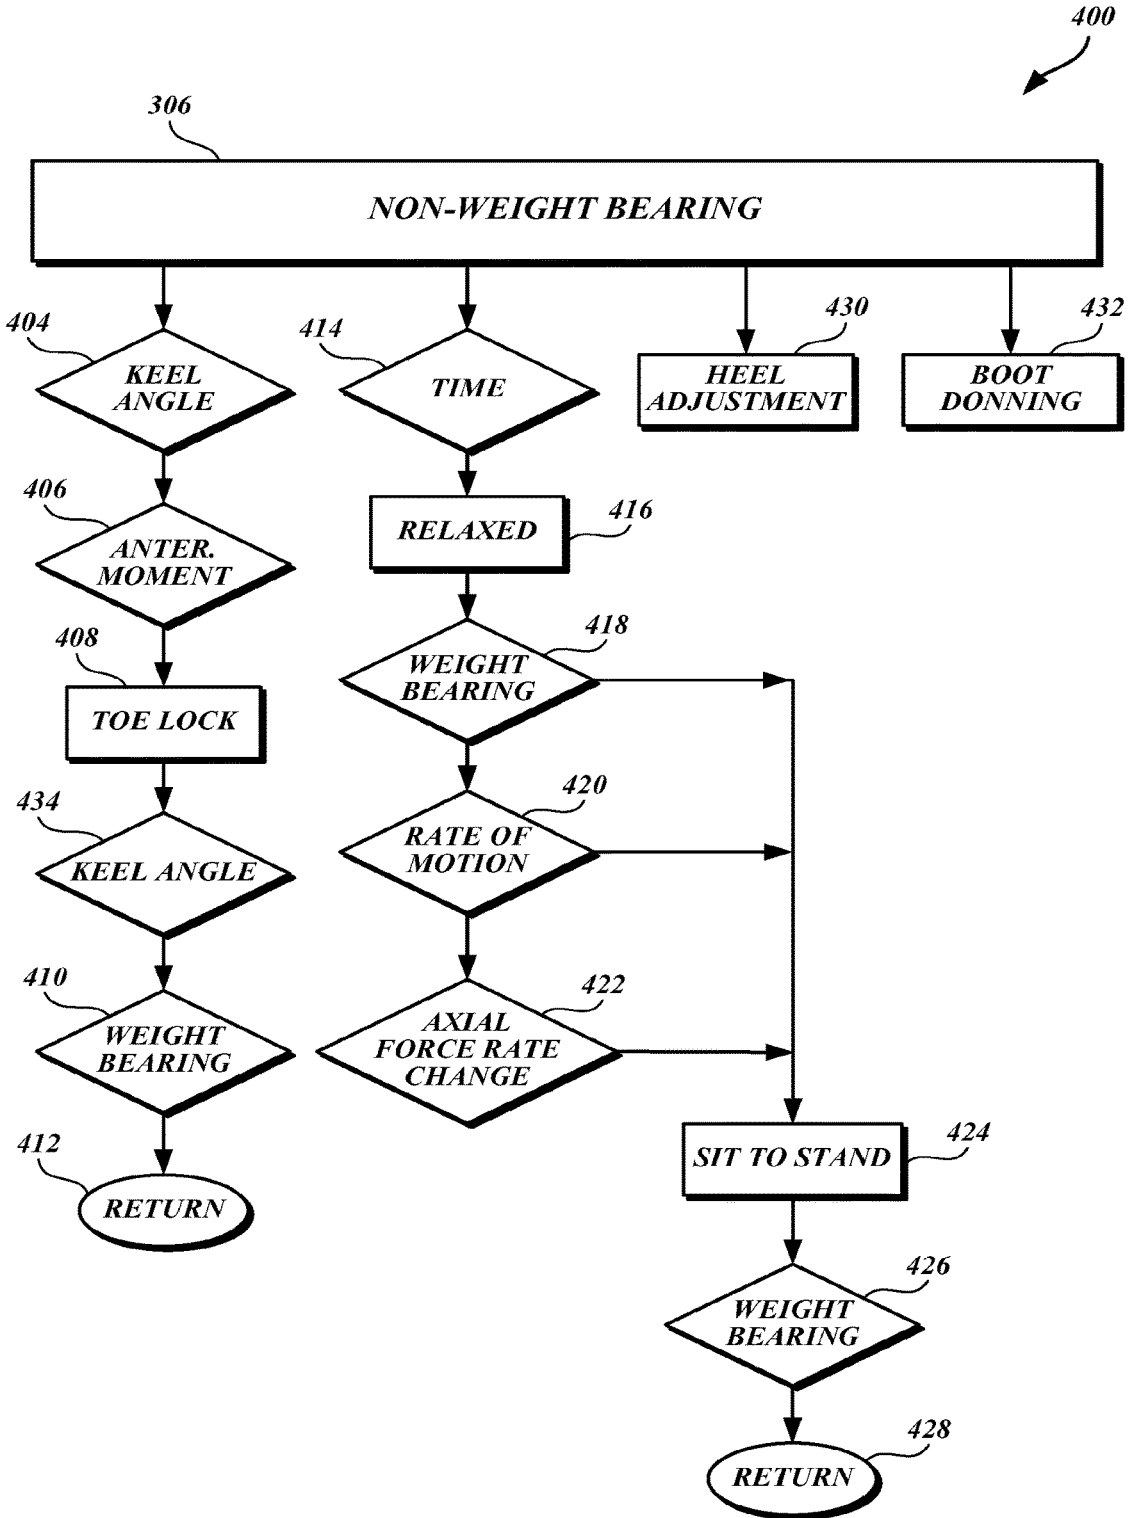 400
306
NON-WEIGHT BEARING
404
KEEL
ANGLE
414
TIME
430
HEEL
ADJUSTMENT
432
BOOT
DONNING
406
ANTER.
MOMENT
RELAXED
416
408
TOE LOCK
418
WEIGHT
BEARING
434
KEEL ANGLE
420
RATE OF
MOTION
410
WEIGHT
BEARING
422
AXIAL
FORCE RATE
CHANGE
412
RETURN
SIT TO STAND
424
426
WEIGHT
BEARING
428
RETURN